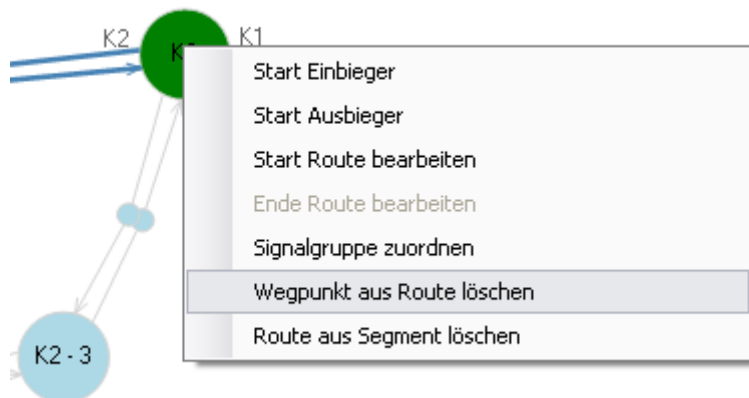 K2
K1
Start Einbieger
Start Ausbieger
Start Route bearbeiten
Ende Route bearbeiten
Signalgruppe zuordnen
Wegpunkt aus Route löschen
Route aus Segment löschen
K2 - 3